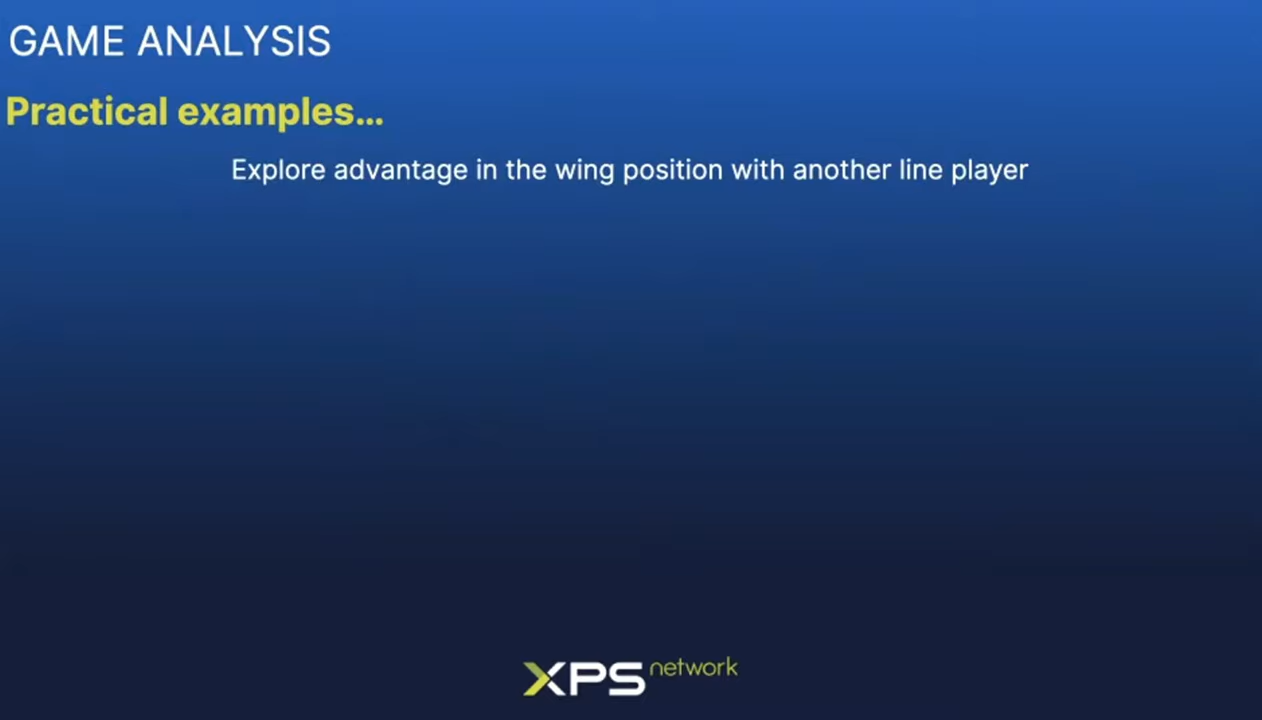 GAME ANALYSIS
Practical examples...
Explore advantage in the wing position with another line player
XPS network